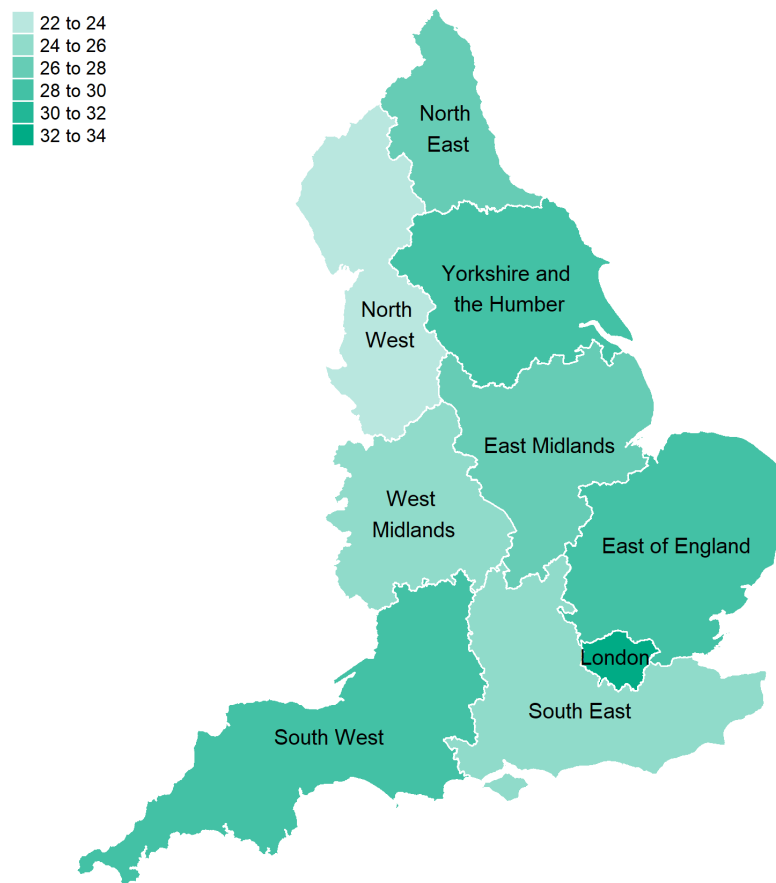 22 to 24
24 to 26
26 to 28
28 to 30
30 to 32
32 to 34
North
East
Yorkshire and
the Humber
North
West
East Midlands
West
Midlands
East of England
London
South East
South West